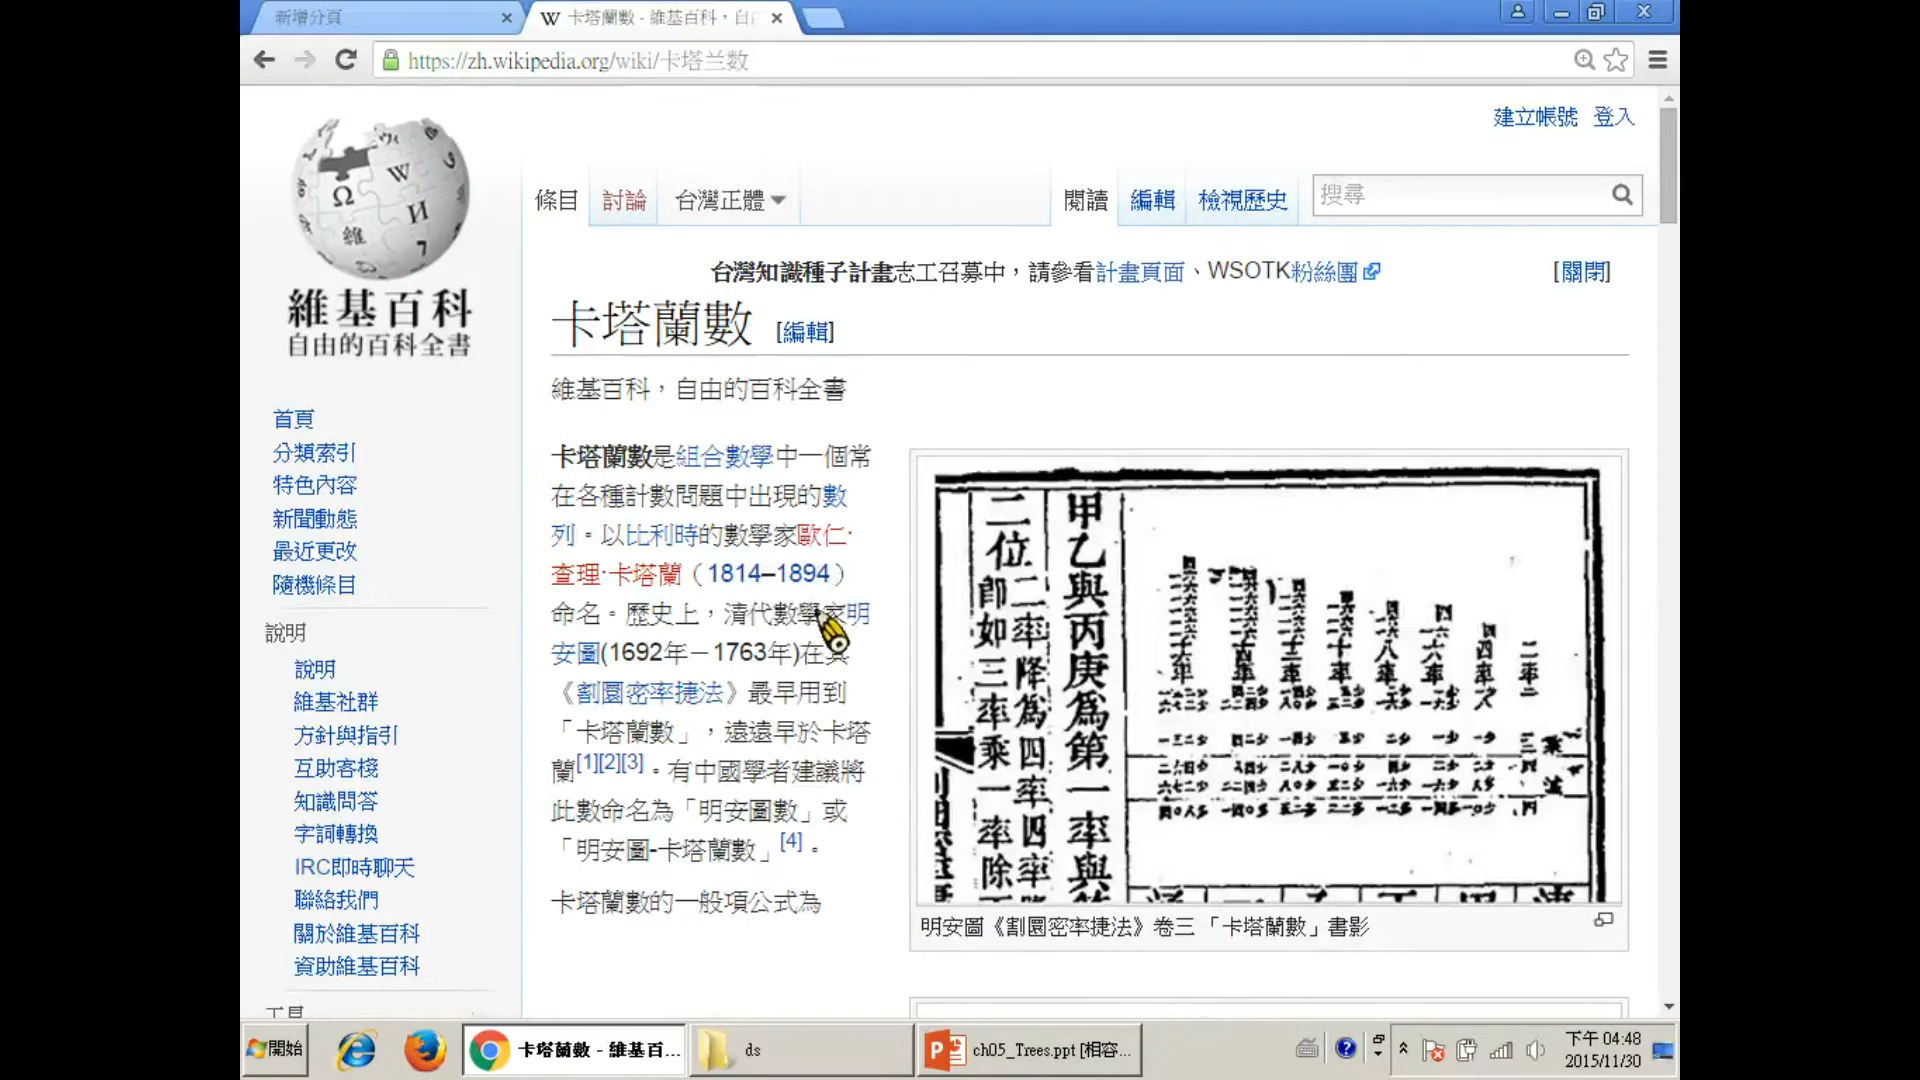 新增分頁
卡塔蘭數 - 維基百科，自由
https://zh.wikipedia.org/wiki/卡塔兰数
建立帳號 登入
條目 討論 台灣正體 閱讀 編輯 檢視歷史 搜尋
台灣知識種子計畫志工召募中，請參看計畫頁面、WSOTK粉絲團 [關閉]
維基百科
自由的百科全書
卡塔蘭數 [編輯]
維基百科，自由的百科全書
首頁
分類索引
特色內容
新聞動態
最近更改
隨機條目
說明
說明
維基社群
方針與指引
互助客棧
知識問答
字詞轉換
IRC即時聊天
聯絡我們
關於維基百科
資助維基百科
工具
卡塔蘭數是組合數學中一個常
在各種計數問題中出現的數
列。以比利時的數學家歐仁·
查理·卡塔蘭（1814–1894）
命名。歷史上，清代數學家明
安圖(1692年－1763年)在其
《割圜密率捷法》最早用到
「卡塔蘭數」，遠遠早於卡塔
蘭[1][2][3]。有中國學者建議將
此數命名為「明安圖數」或
「明安圖-卡塔蘭數」[4]。
卡塔蘭數的一般項公式為
甲乙與丙庚為第一率與
二位
二率降為四率四率
即如三率乘一率除
明安圖《割圜密率捷法》卷三「卡塔蘭數」書影
開始
卡塔蘭數 - 維基百...
ds
ch05_Trees.ppt [相容...
下午 04:48
2015/11/30